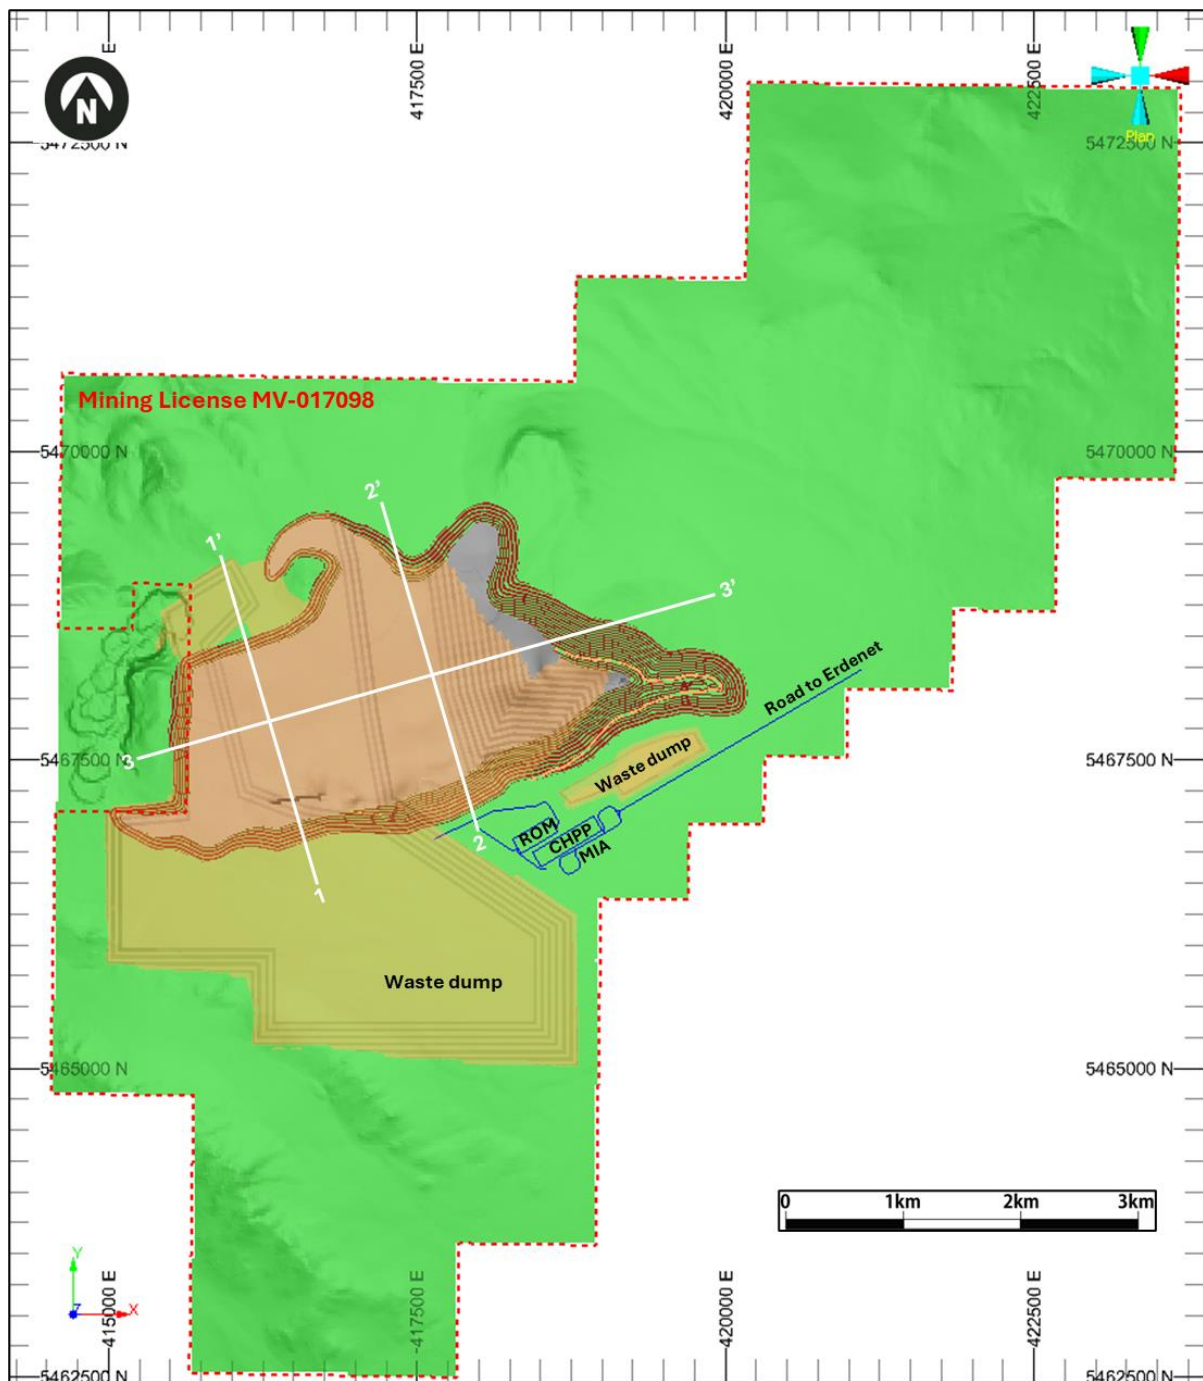 E
417500 E
420000 E
422500 E
N
Plan
5472500 N
5472500 N
Mining License MV-017098
5470000 N
5470000 N
2'
1'
3'
Road to Erdenet
3
5467500 N
5467500 N
Waste dump
ROM
CHPP
MIA
2
1
Waste dump
5465000 N
5465000 N
0 1km 2km 3km
Y
Z
X
415000 E
417500 E
420000 E
422500 E
5462500 N
5462500 N